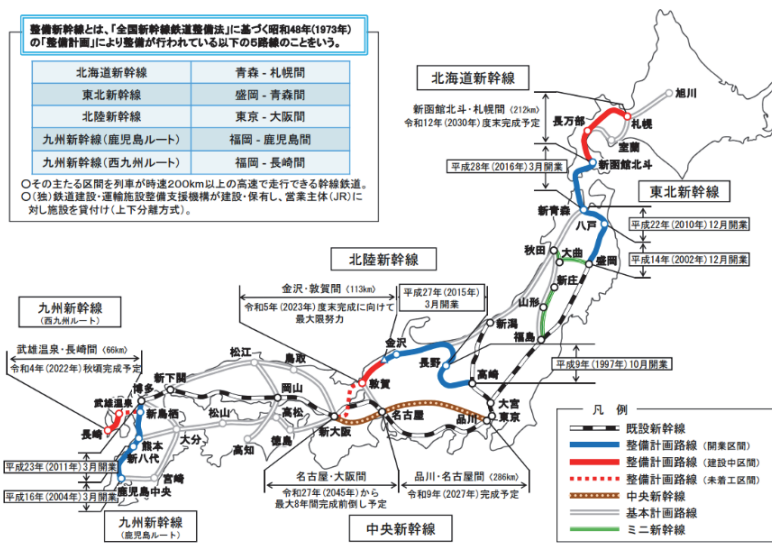 整備新幹線とは、「全国新幹線鉄道整備法」に基づく昭和48年(1973年)
の「整備計画」により整備が行われている以下の5路線のことをいう。
北海道新幹線 青森 - 札幌間
東北新幹線 盛岡 - 青森間
北陸新幹線 東京 - 大阪間
九州新幹線(鹿児島ルート) 福岡 - 鹿児島間
九州新幹線(西九州ルート) 福岡 - 長崎間
○その主たる区間を列車が時速200km以上の高速で走行できる幹線鉄道。
○(独)鉄道建設・運輸施設整備支援機構が建設・保有し、営業主体(JR)に
対し施設を貸付け(上下分離方式)。
北海道新幹線
新函館北斗・札幌間(212km)
令和12年(2030年)度末完成予定
旭川
長万部
札幌
室蘭
平成28年(2016年)3月開業
新函館北斗
東北新幹線
新青森
八戸
平成22年(2010年)12月開業
平成14年(2002年)12月開業
秋田
大曲
盛岡
新庄
山形
福島
北陸新幹線
金沢・敦賀間(113km)
令和5年(2023年)度末完成に向けて
最大限努力
平成27年(2015年)
3月開業
新潟
金沢
長野
高崎
平成9年(1997年)10月開業
敦賀
大宮
東京
品川
名古屋
新大阪
九州新幹線
(西九州ルート)
武雄温泉・長崎間(66km)
令和4年(2022年)秋頃完成予定
松江
鳥取
新下関
岡山
博多
武雄温泉
新鳥栖
松山
高松
長崎
熊本
大分
高知
徳島
新八代
平成23年(2011年)3月開業
宮崎
平成16年(2004年)3月開業
鹿児島中央
九州新幹線
(鹿児島ルート)
名古屋・大阪間
令和27年(2045年)から
最大8年間完成前倒し予定
品川・名古屋間(286km)
令和9年(2027年)完成予定
中央新幹線
凡例
既設新幹線
整備計画路線(開業区間)
整備計画路線(建設中区間)
整備計画路線(未着工区間)
中央新幹線
基本計画路線
ミニ新幹線